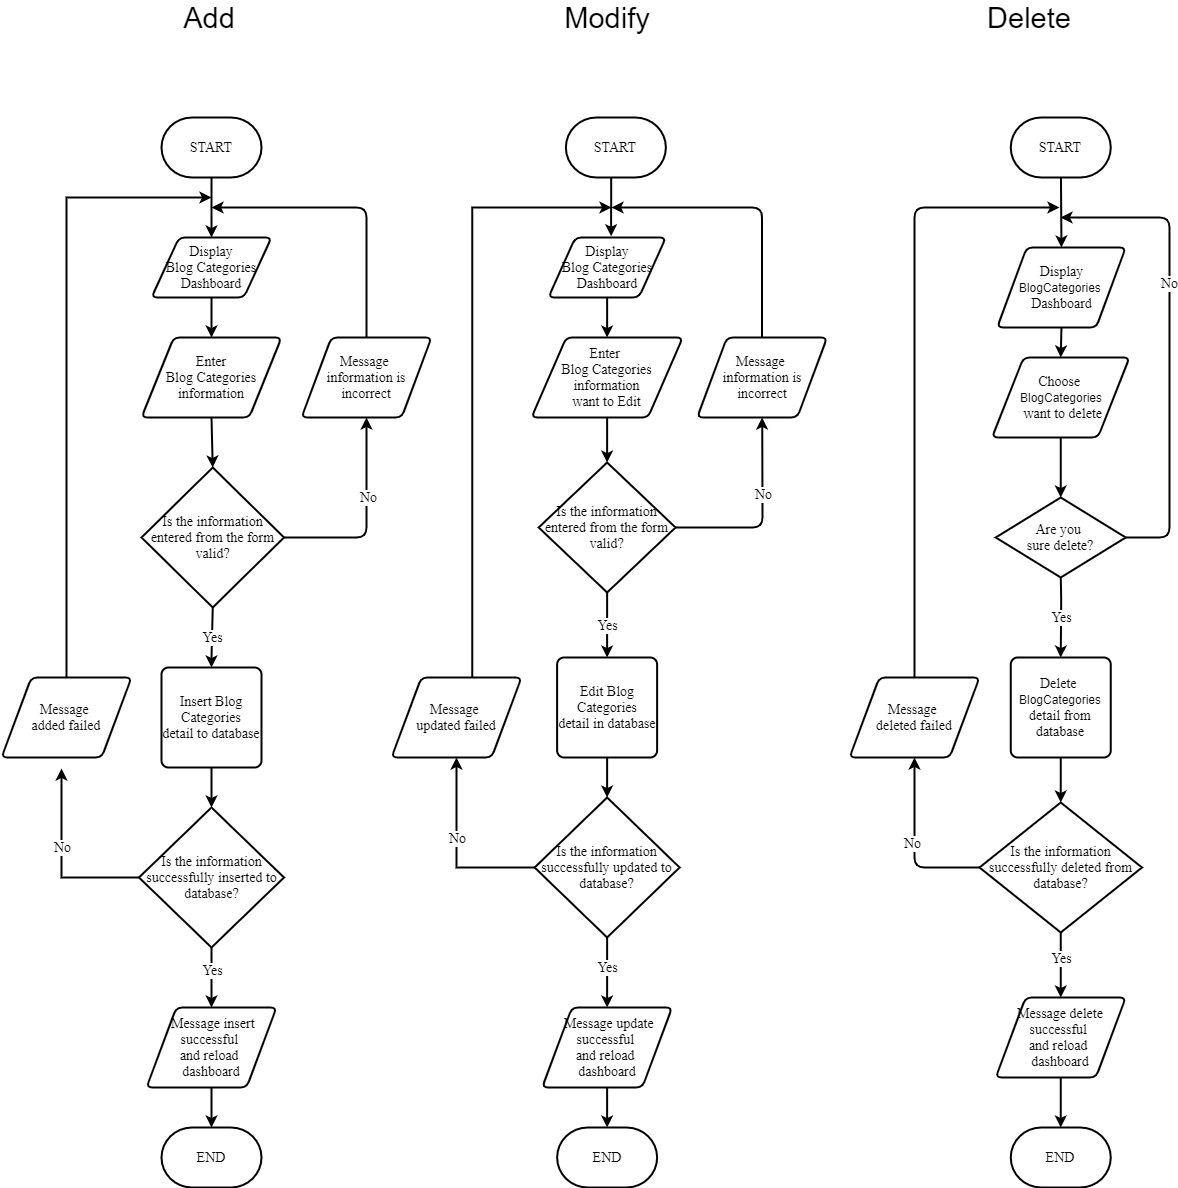 Add
Modify
Delete
START
Display
Blog Categories
Dashboard
Enter
Blog Categories
information
Message
information is
incorrect
No
Is the information
entered from the form
valid?
Yes
Message
added failed
Insert Blog
Categories
detail to database
No
Is the information
successfully inserted to
database?
Yes
Message insert
successful
and reload
dashboard
END
START
Display
Blog Categories
Dashboard
Enter
Blog Categories
information
want to Edit
Message
information is
incorrect
No
Is the information
entered from the form
valid?
Yes
Message
updated failed
Edit Blog
Categories
detail in database
No
Is the information
successfully updated to
database?
Yes
Message update
successful
and reload
dashboard
END
START
Display
BlogCategories
Dashboard
No
Choose
BlogCategories
want to delete
Are you
sure delete?
Yes
Message
deleted failed
Delete
BlogCategories
detail from
database
No
Is the information
successfully deleted from
database?
Yes
Message delete
successful
and reload
dashboard
END